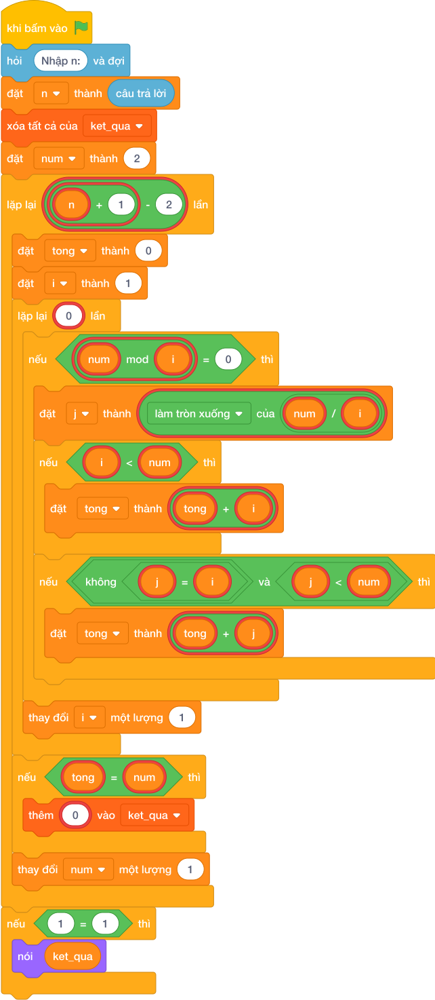 khi bấm vào
hỏi Nhập n: và đợi
đặt n thành câu trả lời
xóa tất cả của ket_qua
đặt num thành 2
lặp lại n + 1 - 2 lần
đặt tong thành 0
đặt i thành 1
lặp lại 0 lần
nếu num mod i = 0 thì
đặt j thành làm tròn xuống của num / i
nếu i < num thì
đặt tong thành tong + i
nếu không j = i và j < num thì
đặt tong thành tong + j
thay đổi i một lượng 1
nếu tong = num thì
thêm 0 vào ket_qua
thay đổi num một lượng 1
nếu 1 = 1 thì
nói ket_qua